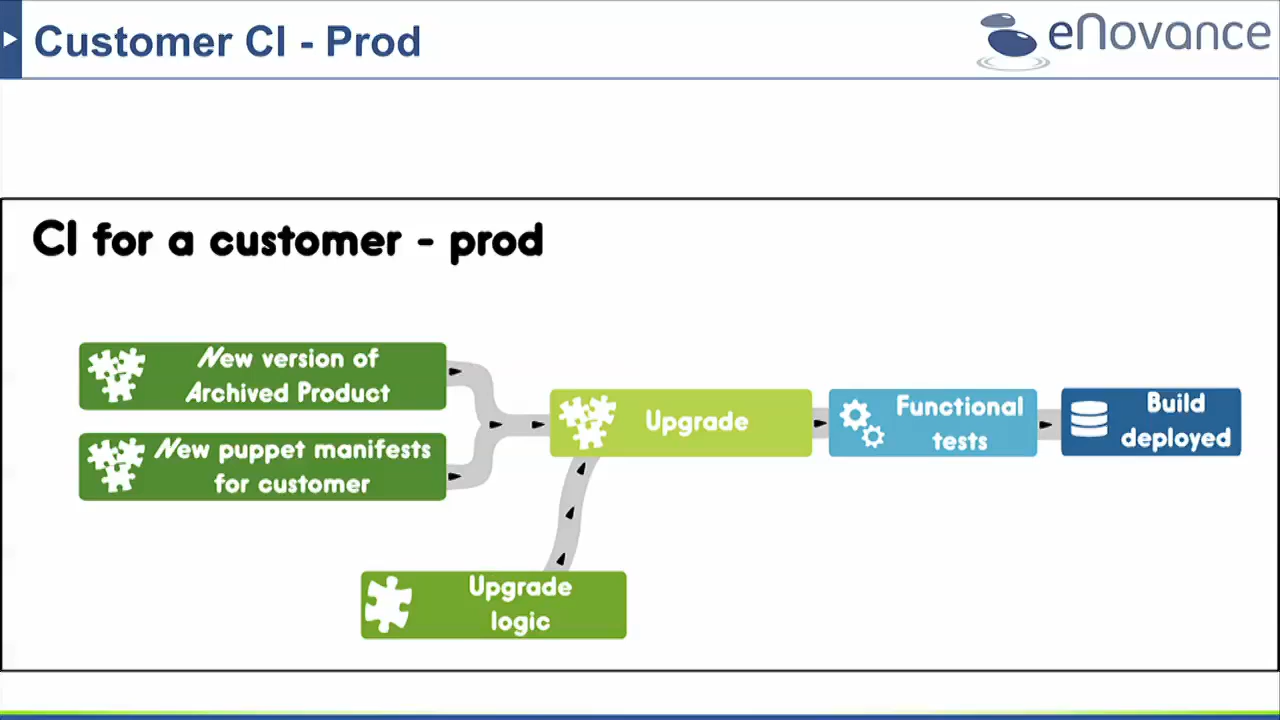 Customer CI - Prod
eNovance
CI for a customer - prod
New version of
Archived Product
New puppet manifests
for customer
Upgrade
Functional
tests
Build
deployed
Upgrade
logic